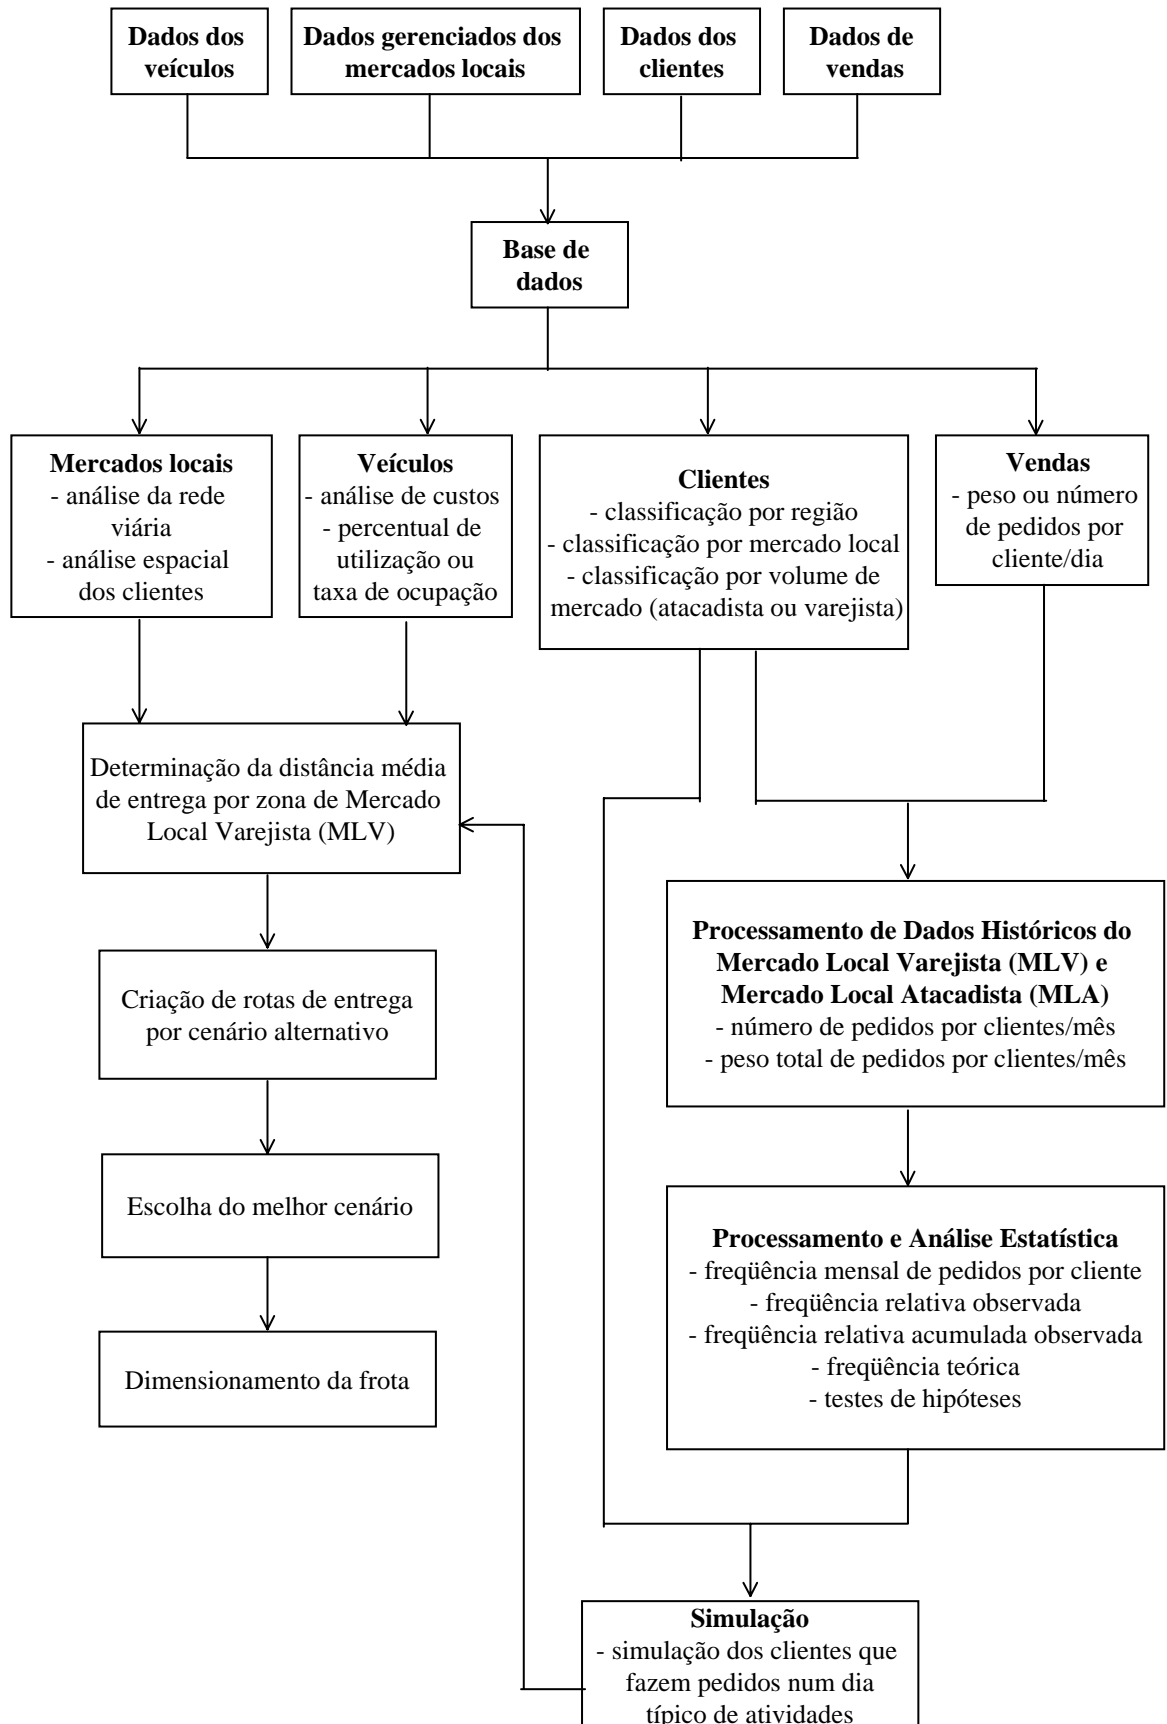 Dados dos
veículos
Dados gerenciados dos
mercados locais
Dados dos
clientes
Dados de
vendas
Base de
dados
Mercados locais
- análise da rede
viária
- análise espacial
dos clientes
Veículos
- análise de custos
- percentual de
utilização ou
taxa de ocupação
Clientes
- classificação por região
- classificação por mercado local
- classificação por volume de
mercado (atacadista ou varejista)
Vendas
- peso ou número
de pedidos por
cliente/dia
Determinação da distância média
de entrega por zona de Mercado
Local Varejista (MLV)
Criação de rotas de entrega
por cenário alternativo
Escolha do melhor cenário
Dimensionamento da frota
Processamento de Dados Históricos do
Mercado Local Varejista (MLV) e
Mercado Local Atacadista (MLA)
- número de pedidos por clientes/mês
- peso total de pedidos por clientes/mês
Processamento e Análise Estatística
- freqüência mensal de pedidos por cliente
- freqüência relativa observada
- freqüência relativa acumulada observada
- freqüência teórica
- testes de hipóteses
Simulação
- simulação dos clientes que
fazem pedidos num dia
típico de atividades